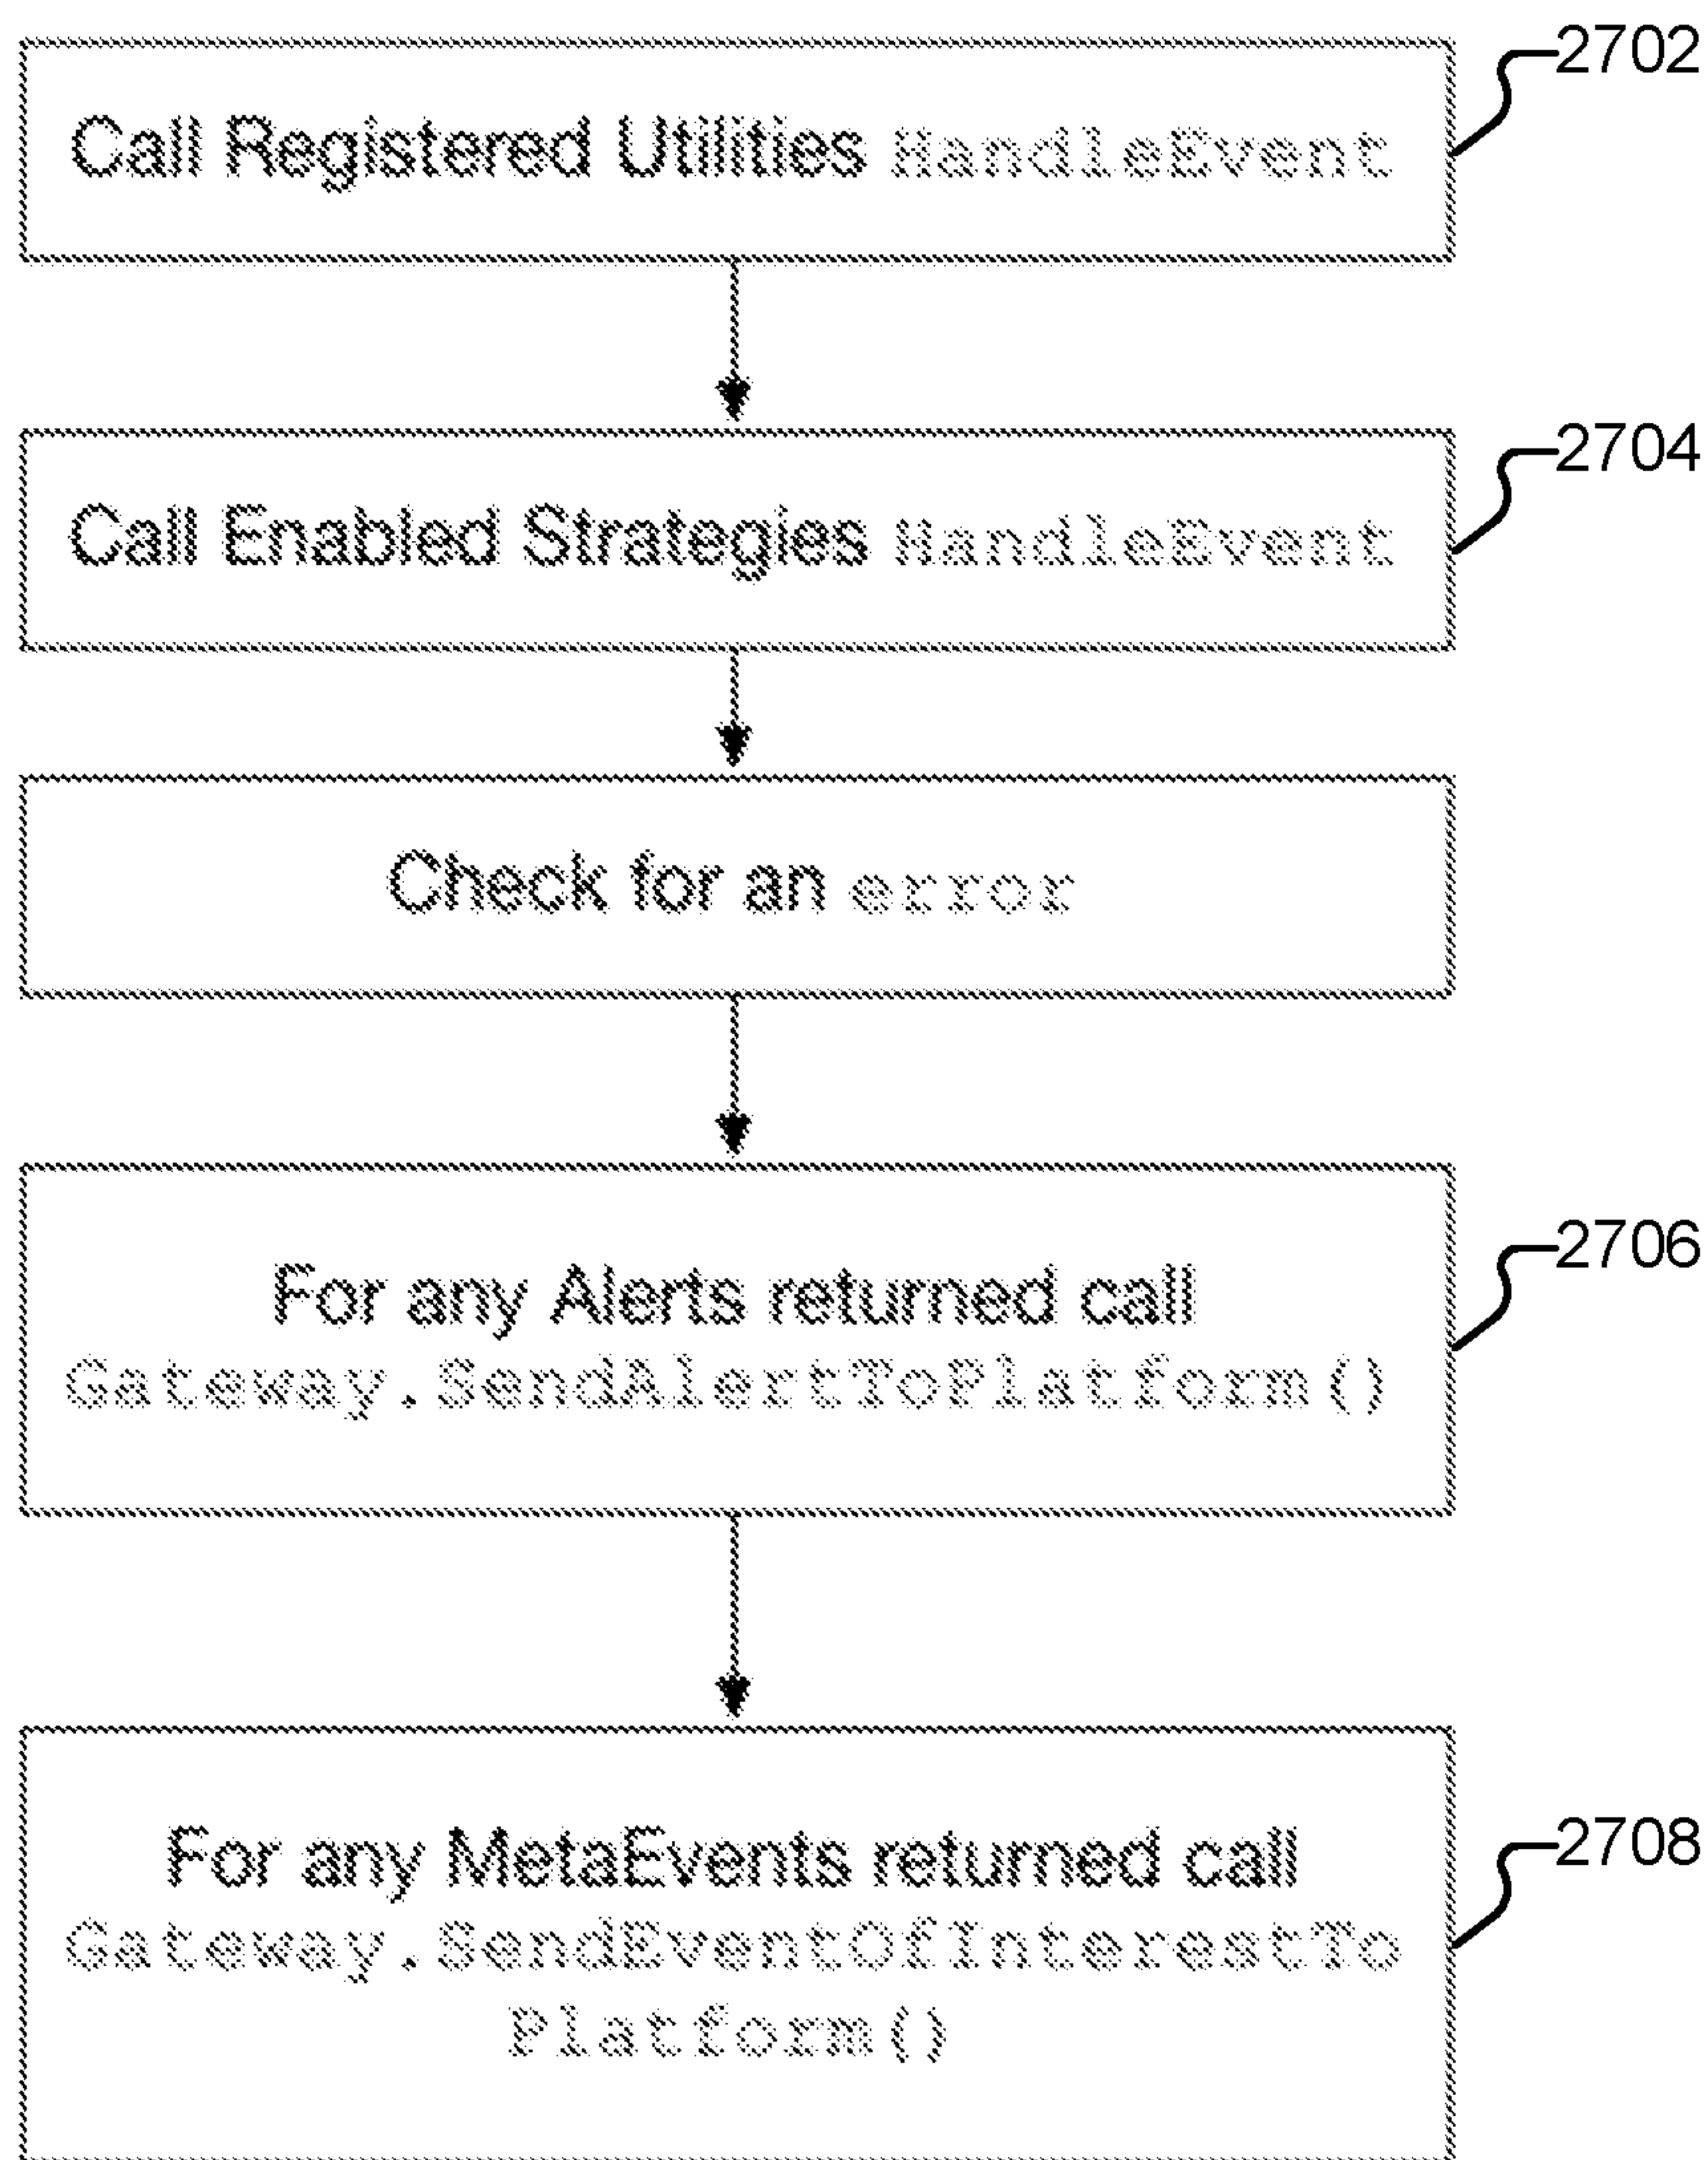 Call Registered Utilities HandleEvent
2702
Call Enabled Strategies HandleEvent
2704
Check for an error
For any Alerts returned call
Gateway.SendAlertToPlatform()
2706
For any MetaEvents returned call
Gateway.SendEventOfInterestTo
Platform()
2708